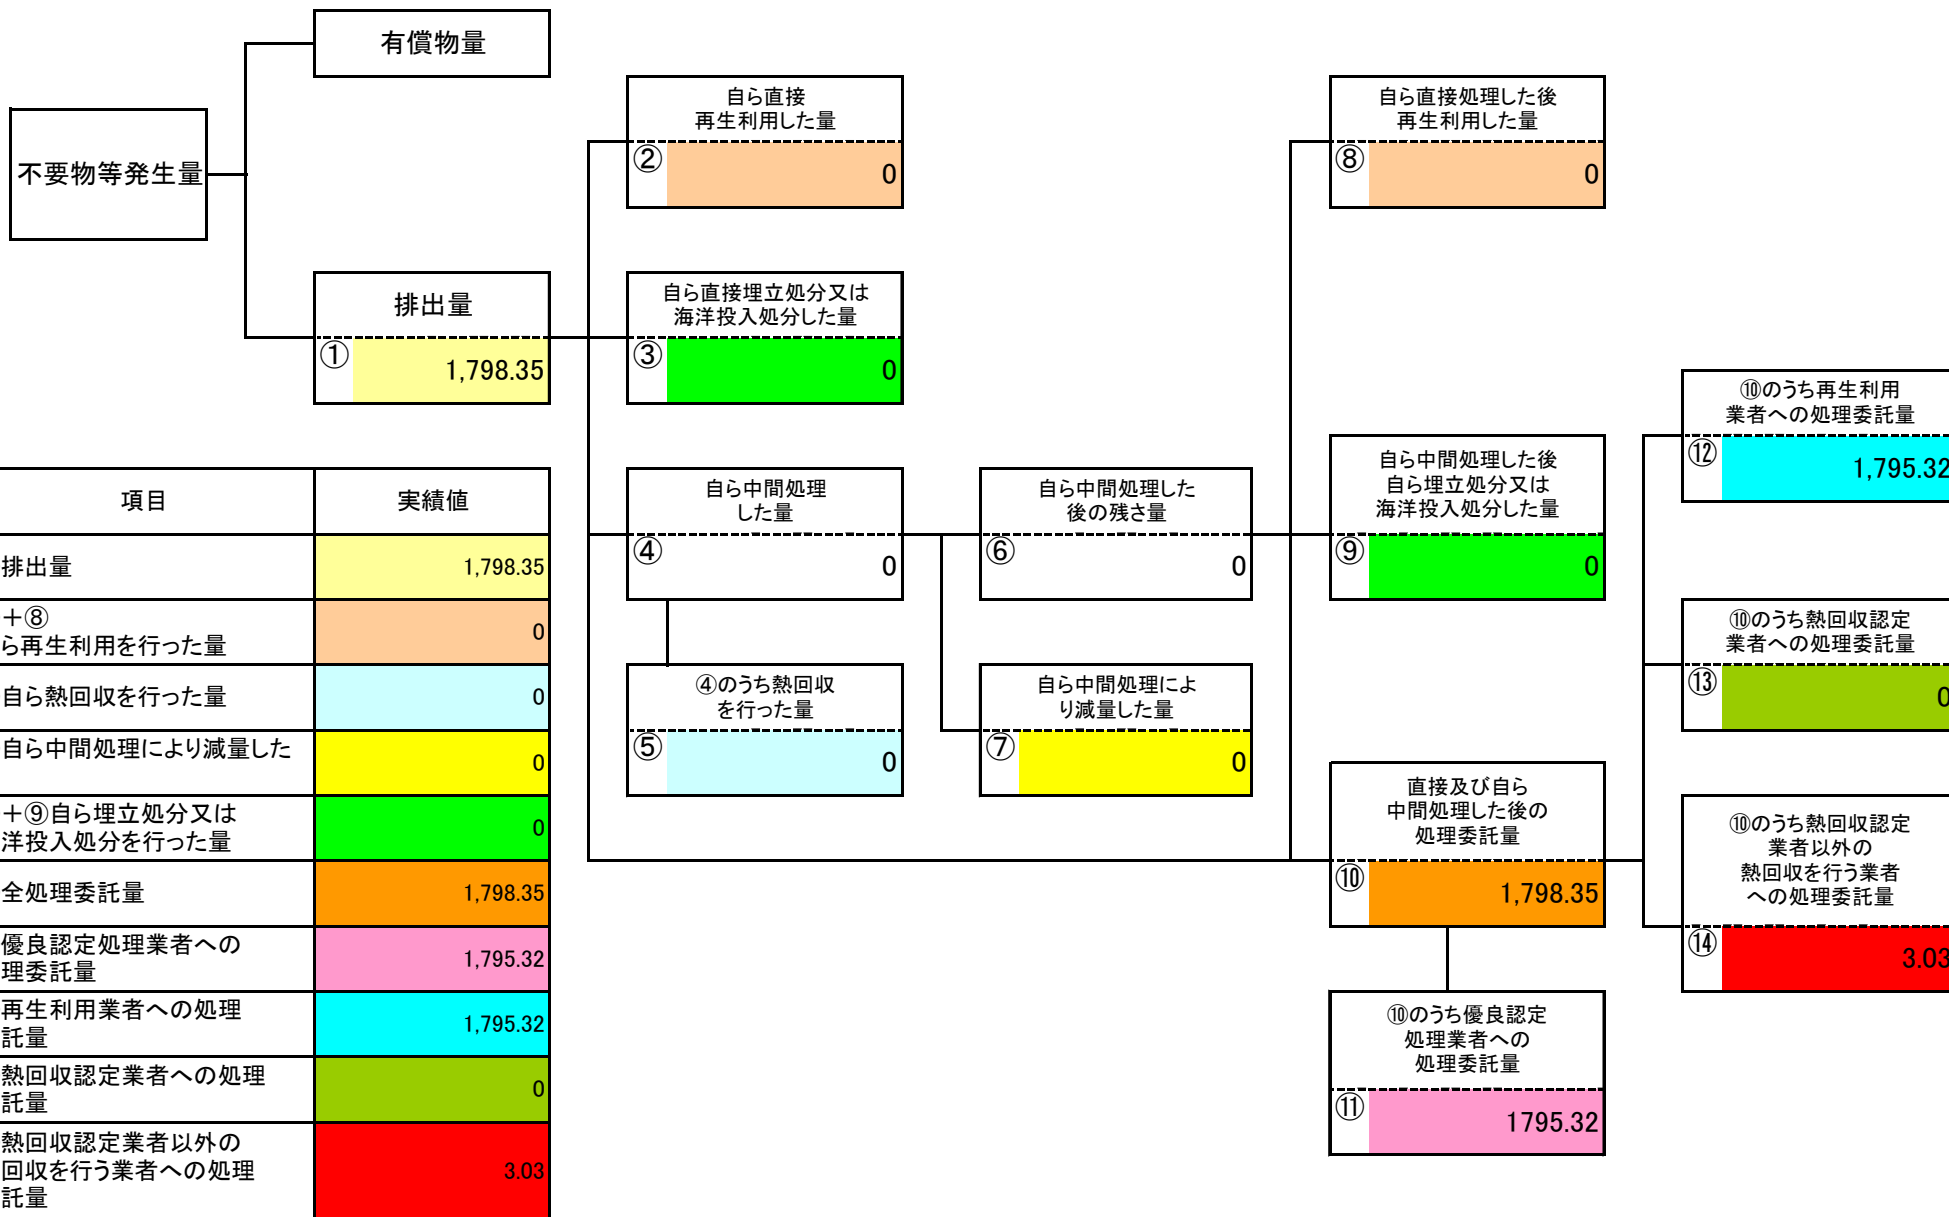 有償物量
不要物等発生量
排出量
①
1,798.35
自ら直接
再生利用した量
②
0
自ら直接埋立処分又は
海洋投入処分した量
③
0
自ら中間処理
した量
④
0
④のうち熱回収
を行った量
⑤
0
自ら中間処理した
後の残さ量
⑥
0
自ら中間処理によ
り減量した量
⑦
0
自ら直接処理した後
再生利用した量
⑧
0
自ら中間処理した後
自ら埋立処分又は
海洋投入処分した量
⑨
0
直接及び自ら
中間処理した後の
処理委託量
⑩
1,798.35
⑩のうち優良認定
処理業者への
処理委託量
⑪
1795.32
⑩のうち再生利用
業者への処理委託量
⑫
1,795.32
⑩のうち熱回収認定
業者への処理委託量
⑬
0
⑩のうち熱回収認定
業者以外の
熱回収を行う業者
への処理委託量
⑭
3.03
項目
実績値
排出量
1,798.35
＋⑧
ら再生利用を行った量
0
自ら熱回収を行った量
0
自ら中間処理により減量した
0
＋⑨自ら埋立処分又は
洋投入処分を行った量
0
全処理委託量
1,798.35
優良認定処理業者への
理委託量
1,795.32
再生利用業者への処理
託量
1,795.32
熱回収認定業者への処理
託量
0
熱回収認定業者以外の
回収を行う業者への処理
託量
3.03